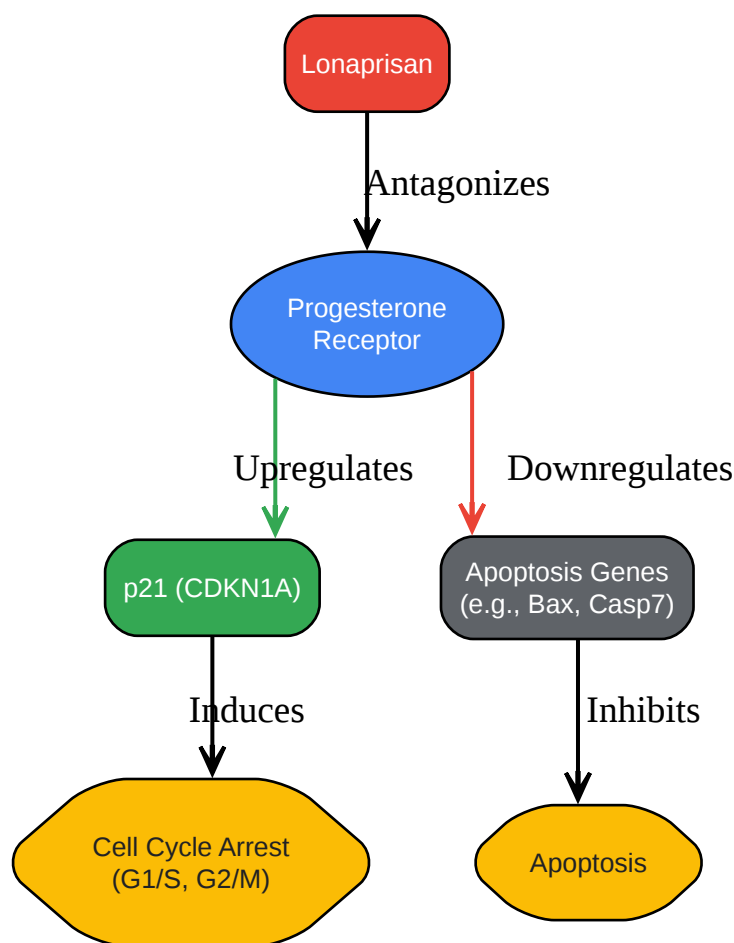 Lonaprisan
Antagonizes
Progesterone
Receptor
Upregulates
Downregulates
p21 (CDKN1A)
Apoptosis Genes
(e.g., Bax, Casp7)
Induces
Inhibits
Cell Cycle Arrest
(G1/S, G2/M)
Apoptosis